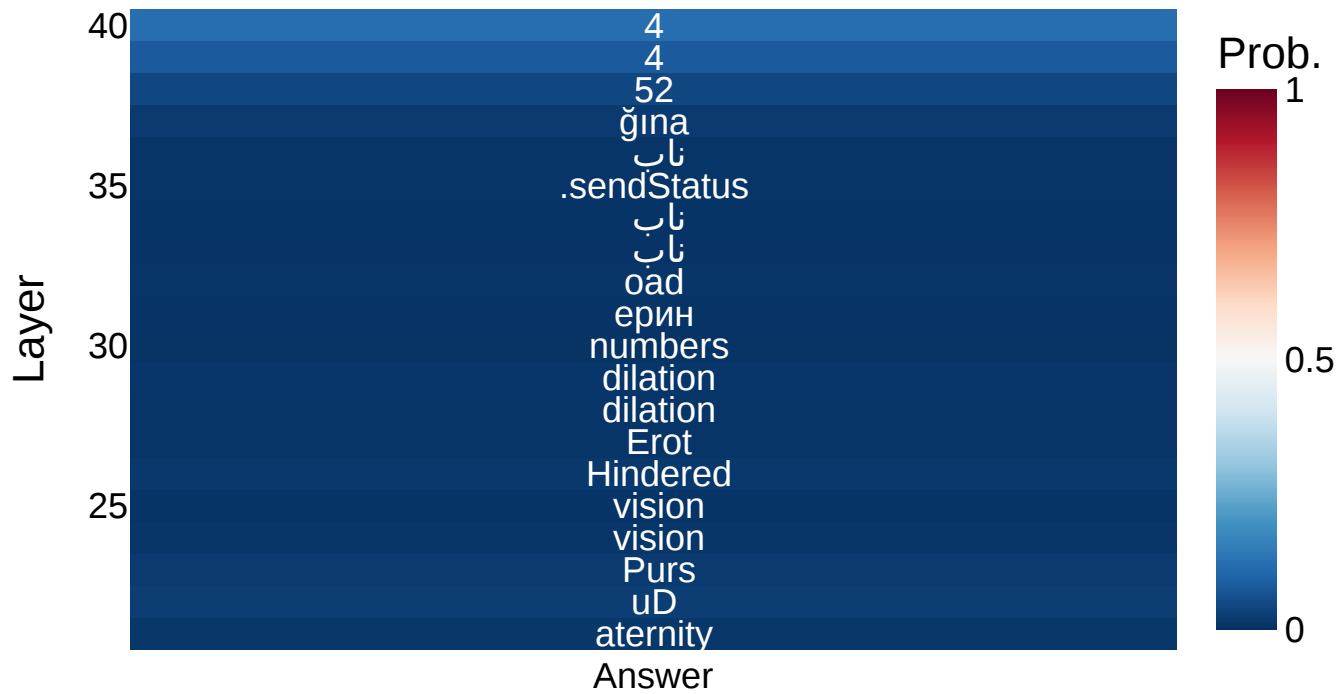 40
4
4
52
ğına
ناب
35
.sendStatus
ناب
ناب
oad
ерин
30
numbers
dilation
dilation
Erot
Hindered
25
vision
vision
Purs
uD
aternity
Answer
Layer
Prob.
1
0.5
0